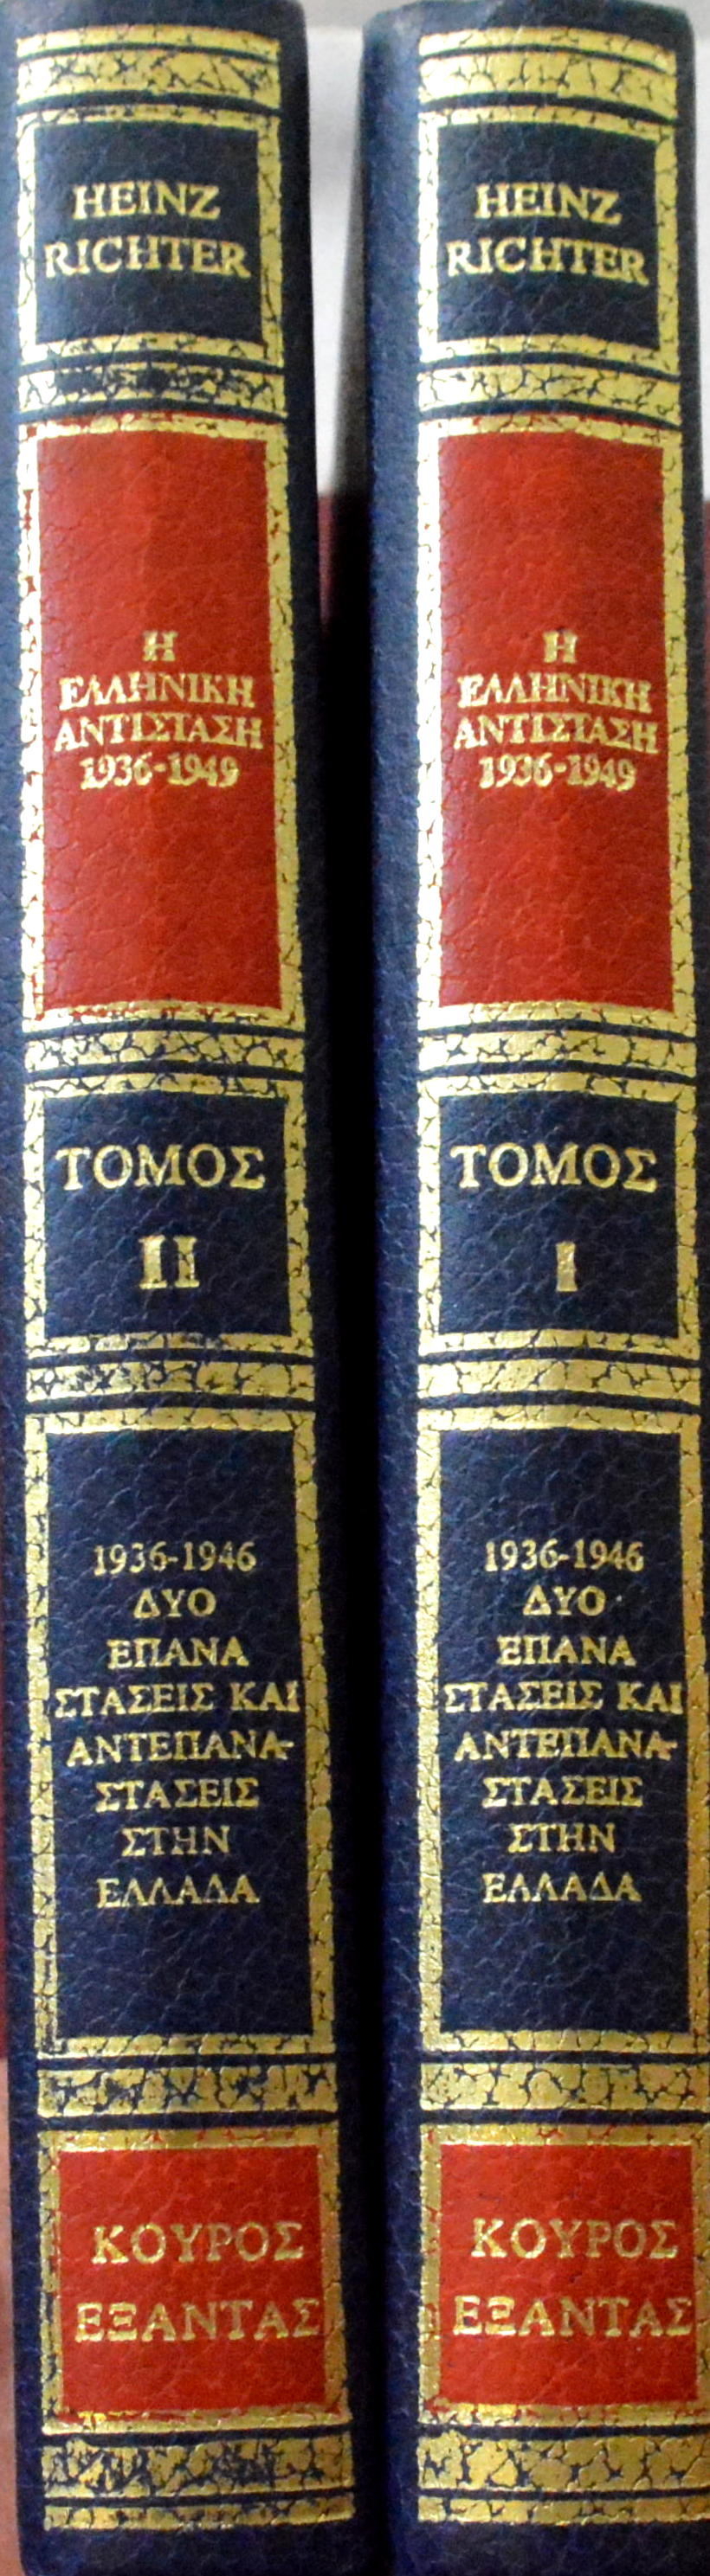 HEINZ
RICHTER
Η
ΕΛΛΗΝΙΚΗ
ΑΝΤΙΣΤΑΣΗ
1936-1949
ΤΟΜΟΣ
II
1936-1946
ΔΥΟ
ΕΠΑΝΑ
ΣΤΑΣΕΙΣ ΚΑΙ
ΑΝΤΕΠΑΝΑ-
ΣΤΑΣΕΙΣ
ΣΤΗΝ
ΕΛΛΑΔΑ
ΚΟΥΡΟΣ
ΕΞΑΝΤΑΣ
HEINZ
RICHTER
Η
ΕΛΛΗΝΙΚΗ
ΑΝΤΙΣΤΑΣΗ
1936-1949
ΤΟΜΟΣ
I
1936-1946
ΔΥΟ
ΕΠΑΝΑ
ΣΤΑΣΕΙΣ ΚΑΙ
ΑΝΤΕΠΑΝΑ-
ΣΤΑΣΕΙΣ
ΣΤΗΝ
ΕΛΛΑΔΑ
ΚΟΥΡΟΣ
ΕΞΑΝΤΑΣ